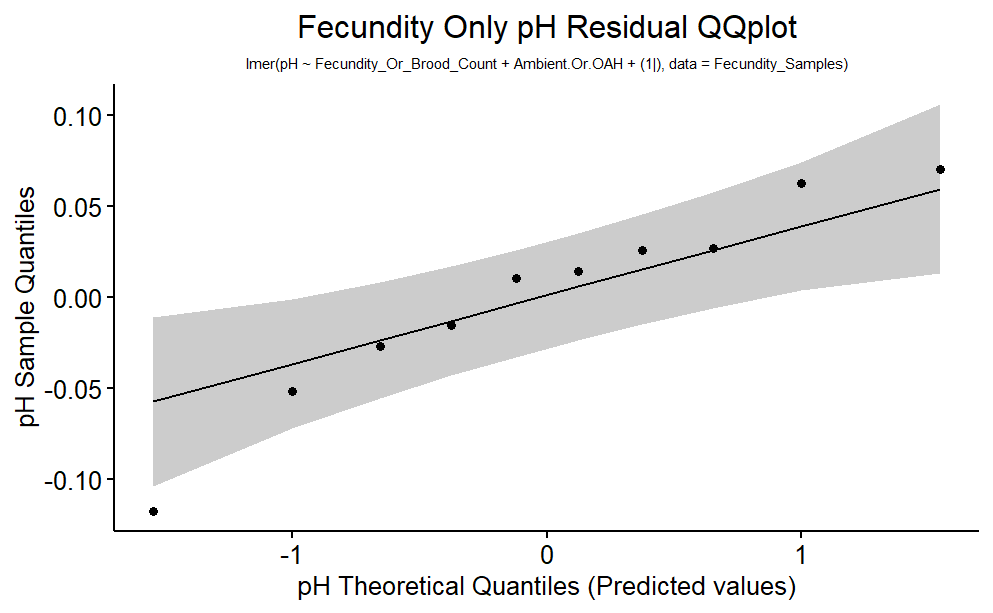 Fecundity Only pH Residual QQplot
lmer(pH ~ Fecundity_Or_Brood_Count + Ambient.Or.OAH + (1|), data = Fecundity_Samples)
pH Sample Quantiles
0.10
0.05
0.00
-0.05
-0.10
-1
0
1
pH Theoretical Quantiles (Predicted values)